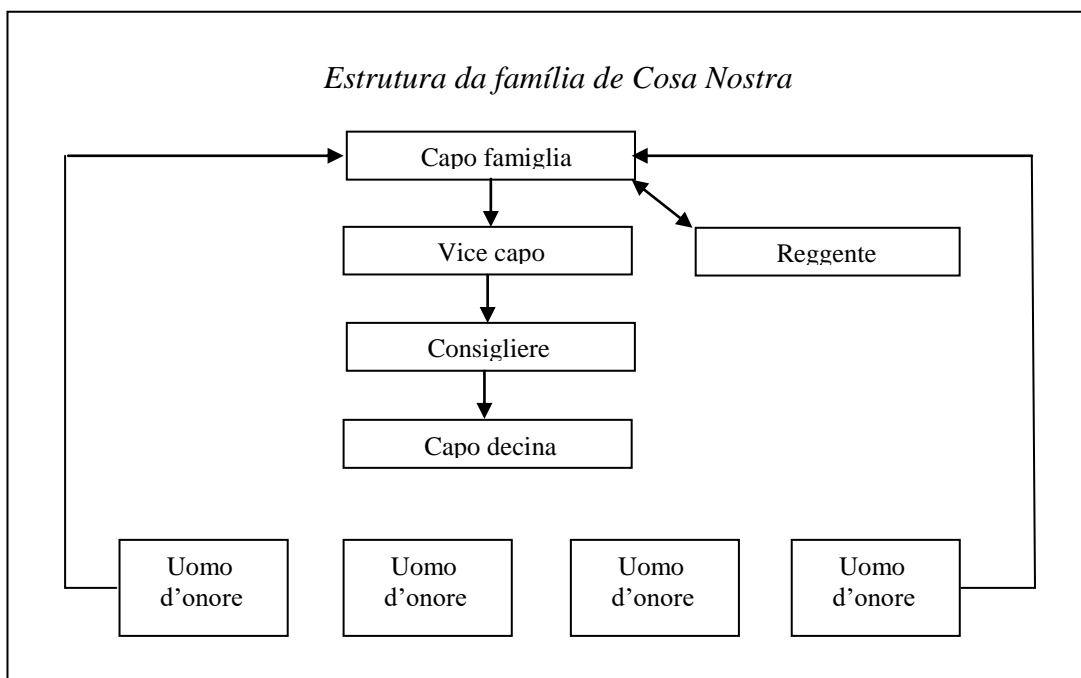 Estrutura da família de Cosa Nostra
Capo famiglia
Vice capo
Reggente
Consigliere
Capo decina
Uomo
d’onore
Uomo
d’onore
Uomo
d’onore
Uomo
d’onore